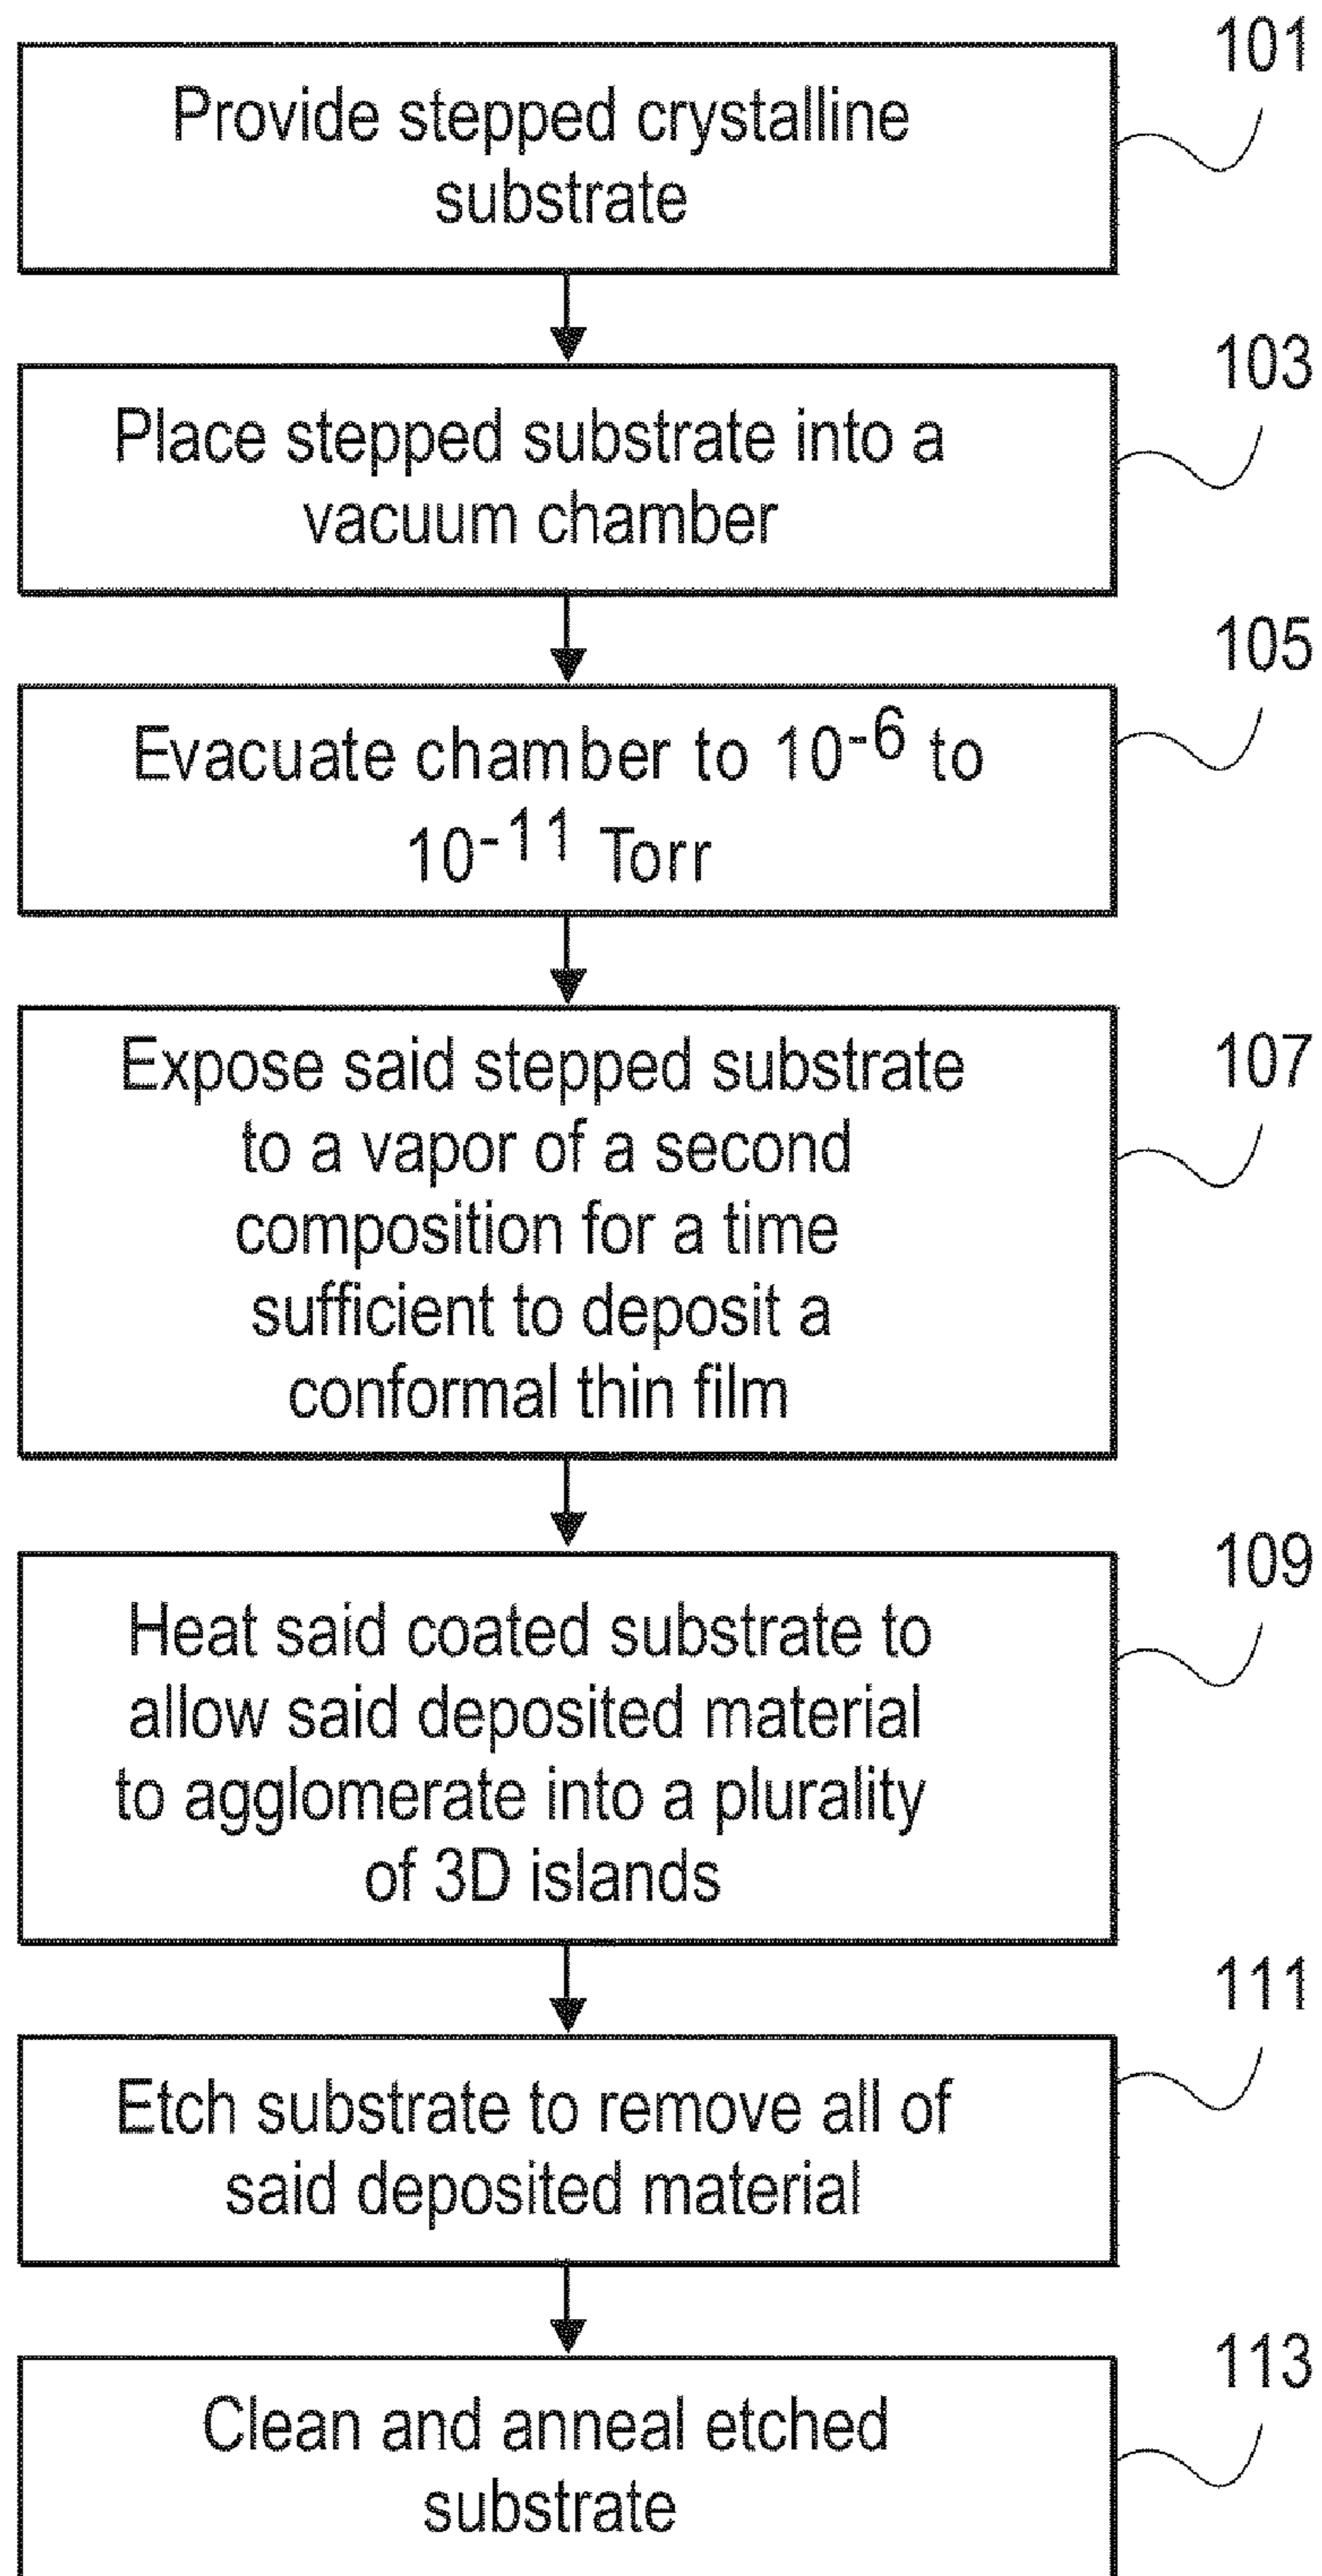 101
Provide stepped crystalline
substrate
103
Place stepped substrate into a
vacuum chamber
105
Evacuate chamber to 10⁻⁶ to
10⁻¹¹ Torr
107
Expose said stepped substrate
to a vapor of a second
composition for a time
sufficient to deposit a
conformal thin film
109
Heat said coated substrate to
allow said deposited material
to agglomerate into a plurality
of 3D islands
111
Etch substrate to remove all of
said deposited material
113
Clean and anneal etched
substrate